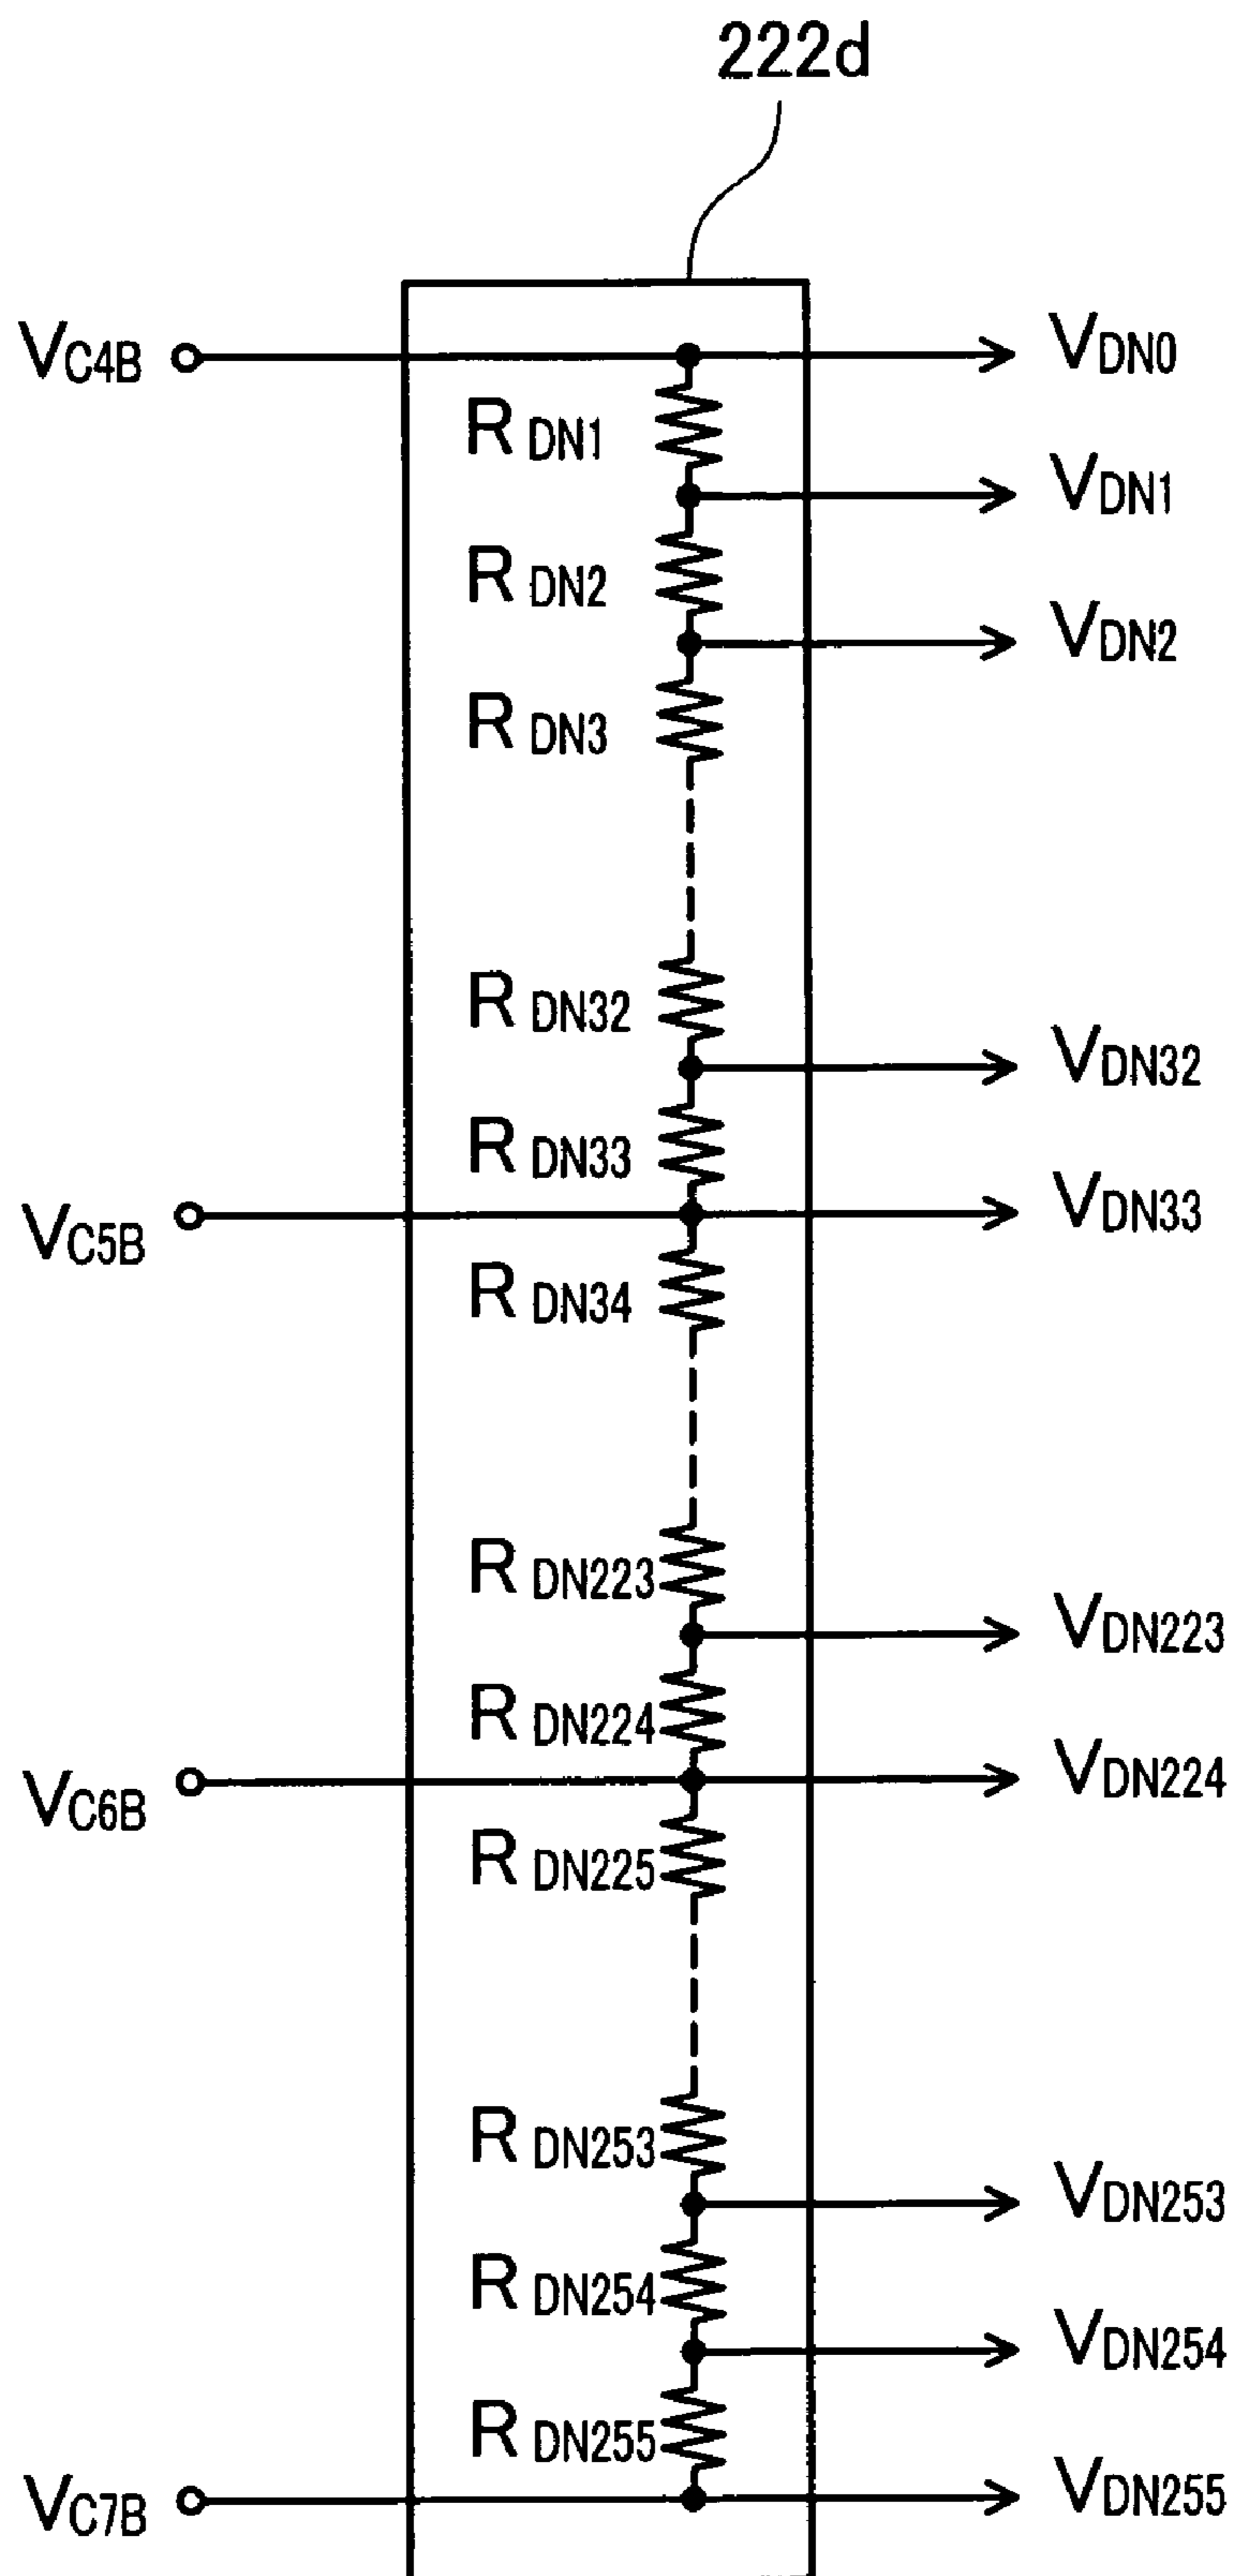 222d
VC4B
VDN0
RDN1
VDN1
RDN2
VDN2
RDN3
RDN32
VDN32
RDN33
VC5B
VDN33
RDN34
RDN223
VDN223
RDN224
VC6B
VDN224
RDN225
RDN253
VDN253
RDN254
VDN254
RDN255
VC7B
VDN255